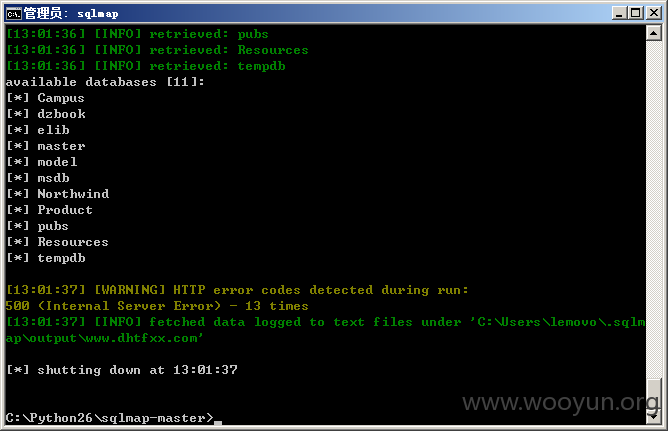 管理员: sqlmap
[13:01:36] [INFO] retrieved: pubs
[13:01:36] [INFO] retrieved: Resources
[13:01:36] [INFO] retrieved: tempdb
available databases [11]:
[*] Campus
[*] dzbook
[*] elib
[*] master
[*] model
[*] msdb
[*] Northwind
[*] Product
[*] pubs
[*] Resources
[*] tempdb
[13:01:37] [WARNING] HTTP error codes detected during run:
500 (Internal Server Error) - 13 times
[13:01:37] [INFO] fetched data logged to text files under 'C:\Users\lemovo\.sqlm
ap\output\www.dhtfxx.com'
[*] shutting down at 13:01:37
www.wooyun.org
C:\Python26\sqlmap-master>_